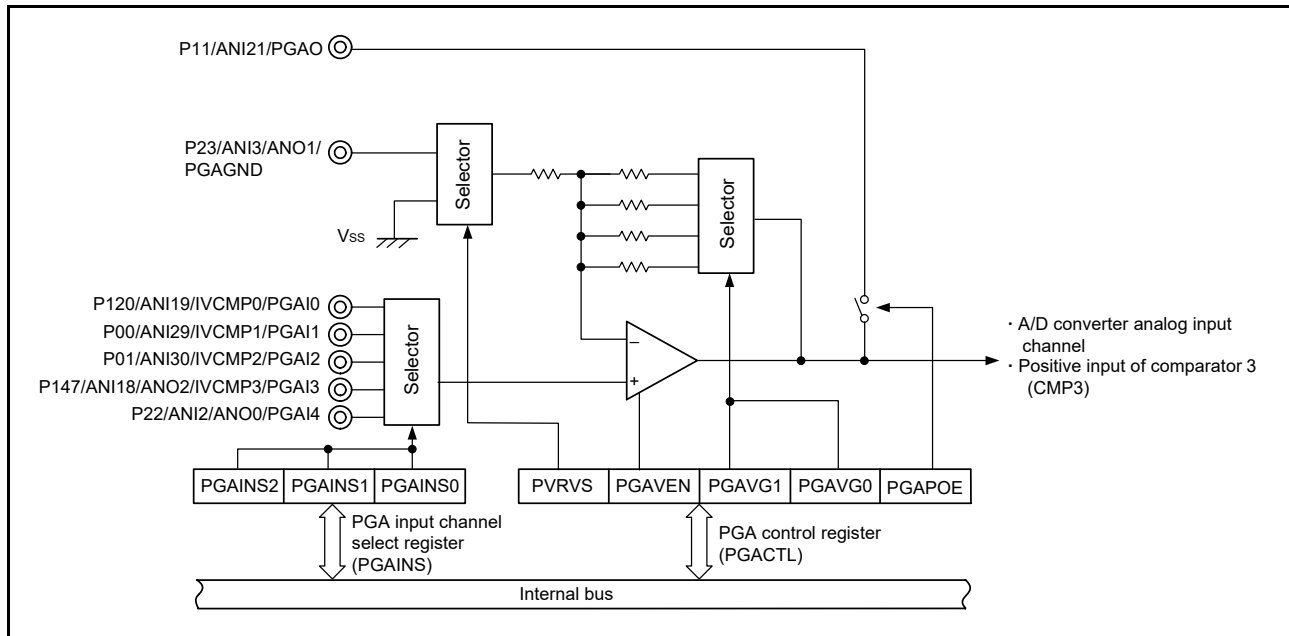 P11/ANI21/PGAO
P23/ANI3/ANO1/
PGAGND
Selector
Selector
VSS
P120/ANI19/IVCMP0/PGAI0
P00/ANI29/IVCMP1/PGAI1
P01/ANI30/IVCMP2/PGAI2
P147/ANI18/ANO2/IVCMP3/PGAI3
P22/ANI2/ANO0/PGAI4
Selector
−
+
· A/D converter analog input
channel
· Positive input of comparator 3
(CMP3)
PGAINS2 PGAINS1 PGAINS0
PVRVS PGAVEN PGAVG1 PGAVG0 PGAPOE
PGA input channel
select register
(PGAINS)
PGA control register
(PGACTL)
Internal bus